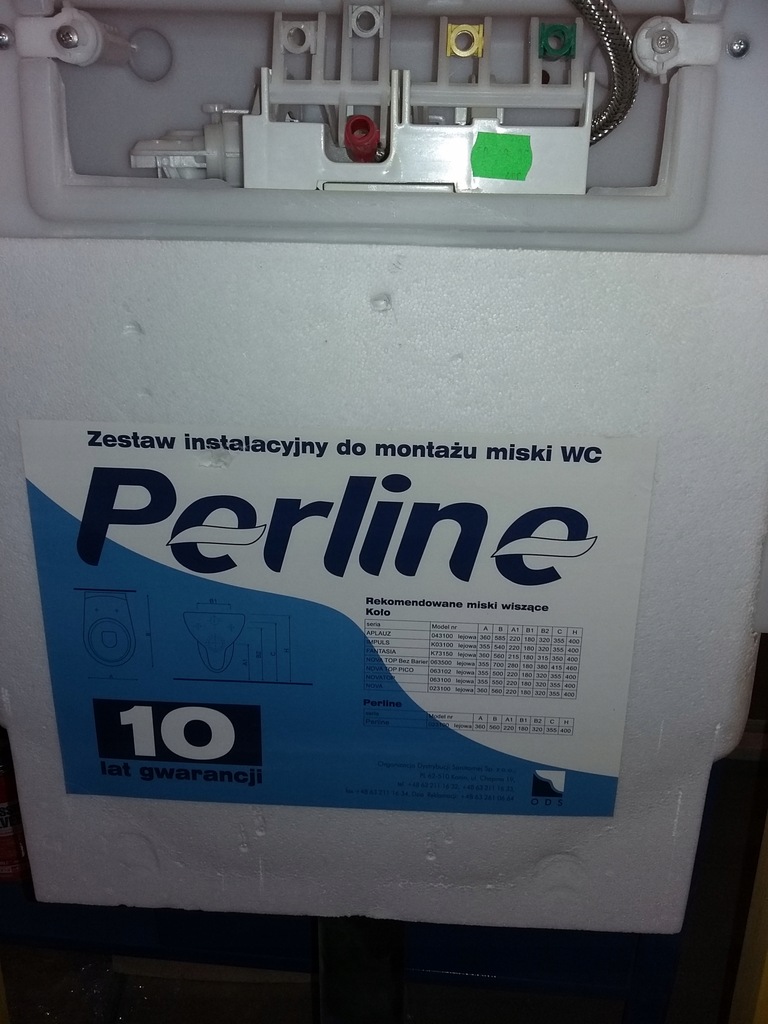 Zestaw instalacyjny do montażu miski WC
Perline
Rekomendowane miski wiszące
Koło
seria Model nr A B A1 B1 B2 C H
APLAUZ 043100 lejowa 360 585 220 180 320 355 400
IMPULS K03100 lejowa 355 540 220 180 320 355 400
FANTASIA K73150 lejowa 360 560 215 180 315 350 400
NOVA TOP Bez Barier 063500 lejowa 355 700 280 180 380 415 460
NOVA TOP PICO 063102 lejowa 355 500 220 180 320 355 400
NOVATOP 063100 lejowa 355 550 220 180 320 355 400
NOVA 023100 lejowa 360 560 220 180 320 355 400
Perline
seria Model nr A B A1 B1 B2 C H
Perline lejowa 360 560 220 180 320 355 400
10
lat gwarancji
ODS